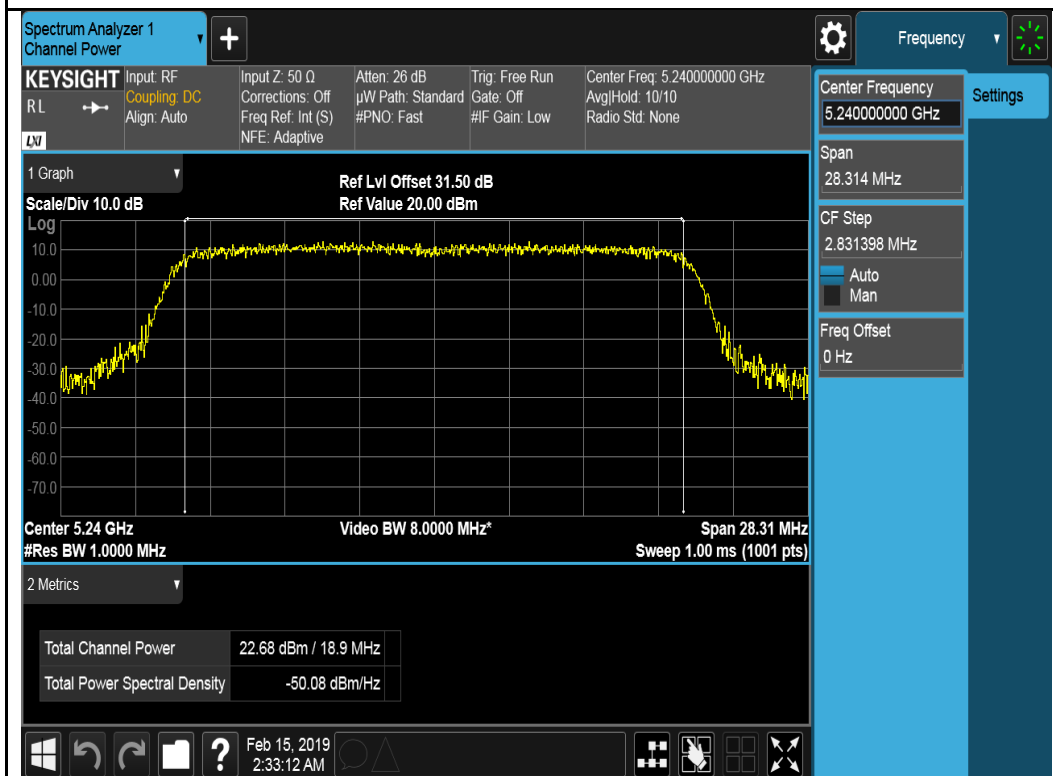 Spectrum Analyzer 1
Channel Power
+
Frequency
KEYSIGHT
R L
LXI
Input: RF
Coupling: DC
Align: Auto
Input Z: 50 Ω
Corrections: Off
Freq Ref: Int (S)
NFE: Adaptive
Atten: 26 dB
µW Path: Standard
#PNO: Fast
Trig: Free Run
Gate: Off
#IF Gain: Low
Center Freq: 5.240000000 GHz
Avg|Hold: 10/10
Radio Std: None
Center Frequency
5.240000000 GHz
Settings
Span
28.314 MHz
CF Step
2.831398 MHz
Auto
Man
Freq Offset
0 Hz
1 Graph
Scale/Div 10.0 dB
Ref Lvl Offset 31.50 dB
Ref Value 20.00 dBm
Log
10.0
0.00
-10.0
-20.0
-30.0
-40.0
-50.0
-60.0
-70.0
Center 5.24 GHz
Video BW 8.0000 MHz*
Span 28.31 MHz
#Res BW 1.0000 MHz
Sweep 1.00 ms (1001 pts)
2 Metrics
Total Channel Power 22.68 dBm / 18.9 MHz
Total Power Spectral Density -50.08 dBm/Hz
?
Feb 15, 2019
2:33:12 AM